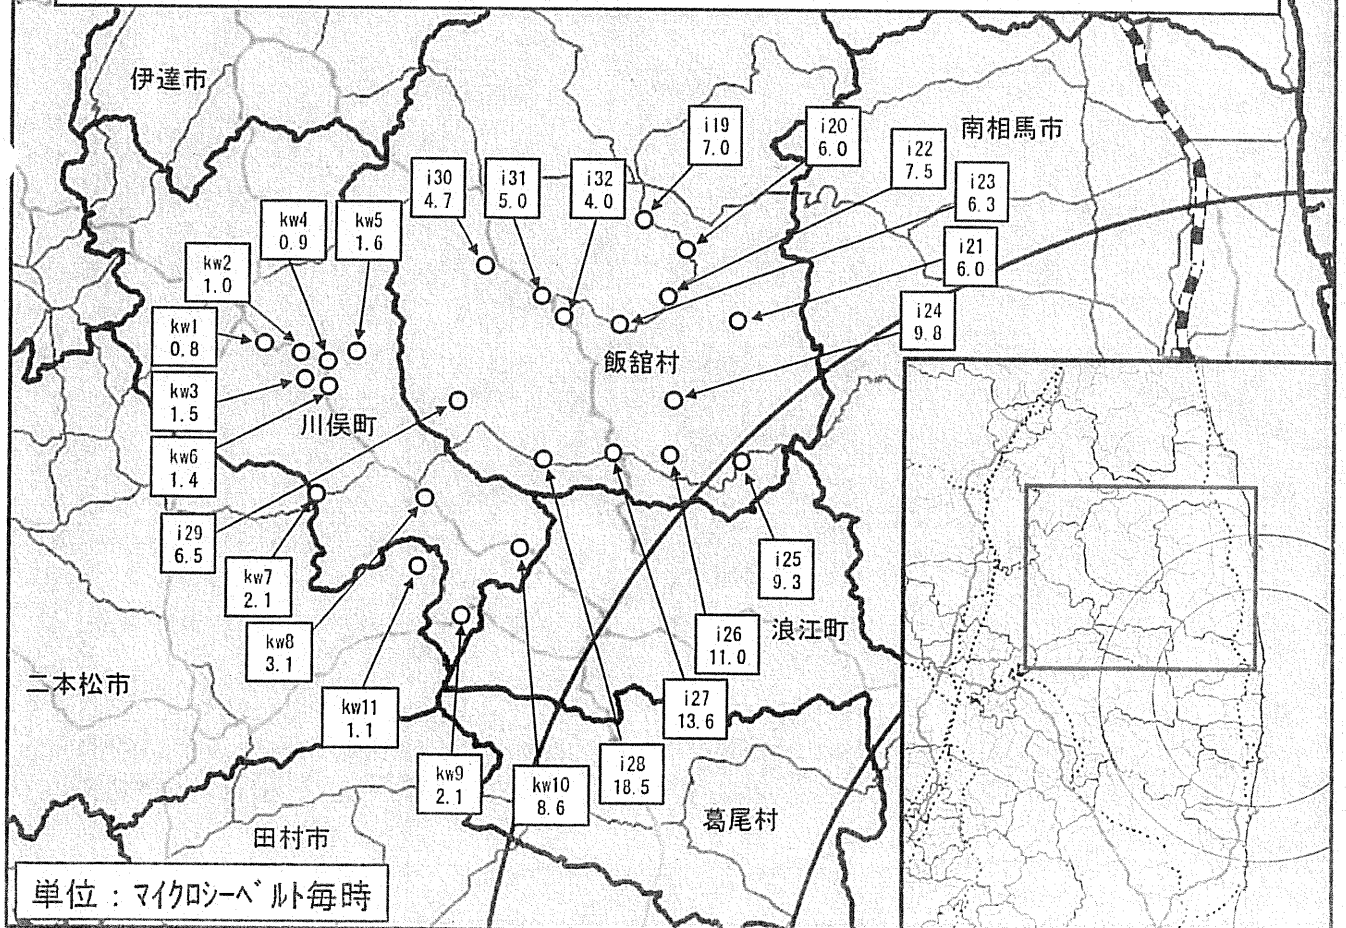 伊達市
南相馬市
i19
7.0
i20
6.0
i22
7.5
i30
4.7
i31
5.0
i32
4.0
i23
6.3
kw4
0.9
kw5
1.6
i21
6.0
kw2
1.0
i24
9.8
kw1
0.8
飯舘村
kw3
1.5
川俣町
kw6
1.4
i29
6.5
kw7
2.1
i25
9.3
kw8
3.1
i26
11.0
浪江町
二本松市
kw11
1.1
i27
13.6
kw9
2.1
kw10
8.6
i28
18.5
葛尾村
田村市
単位：マイクロシーベルト毎時